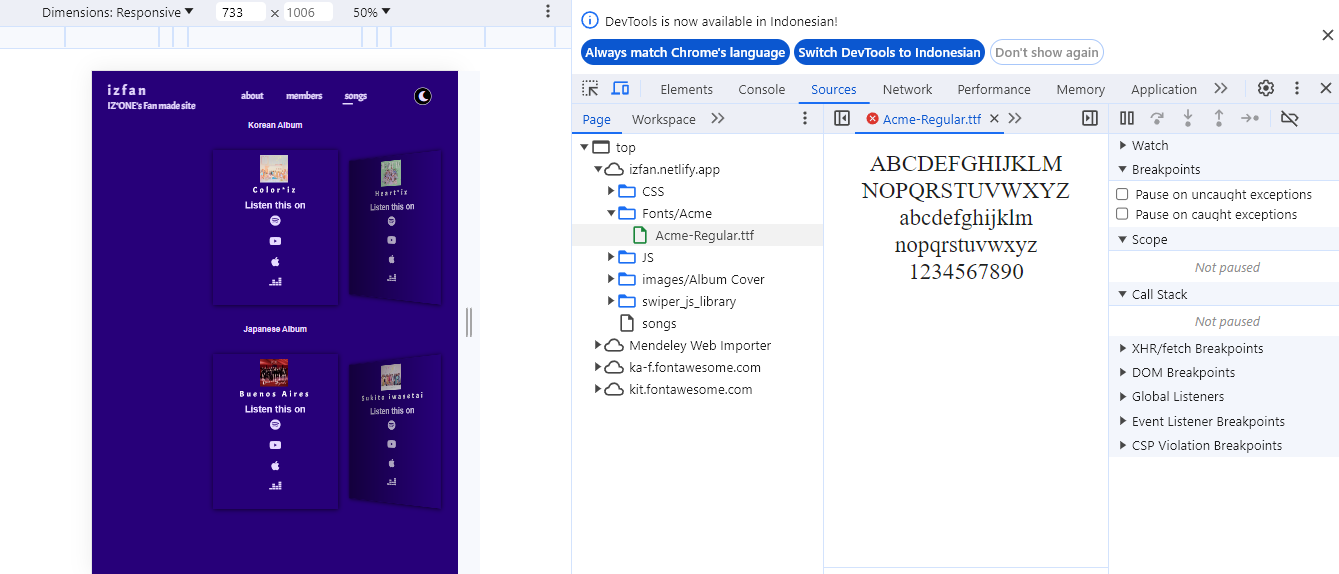 Dimensions: Responsive 733 × 1006 50%
izfan
IZ*ONE's Fan made site
about members songs
Korean Album
Color*iz
Listen this on
Heart*iz
Listen this on
Japanese Album
Buenos Aires
Listen this on
Sukito iwasetai
Listen this on
DevTools is now available in Indonesian!
Always match Chrome's language Switch DevTools to Indonesian Don't show again
Elements Console Sources Network Performance Memory Application
Page Workspace
top
izfan.netlify.app
CSS
Fonts/Acme
Acme-Regular.ttf
JS
images/Album Cover
swiper_js_library
songs
Mendeley Web Importer
ka-f.fontawesome.com
kit.fontawesome.com
Acme-Regular.ttf
ABCDEFGHIJKLM
NOPQRSTUVWXYZ
abcdefghijklm
nopqrstuvwxyz
1234567890
Watch
Breakpoints
Pause on uncaught exceptions
Pause on caught exceptions
Scope
Not paused
Call Stack
Not paused
XHR/fetch Breakpoints
DOM Breakpoints
Global Listeners
Event Listener Breakpoints
CSP Violation Breakpoints